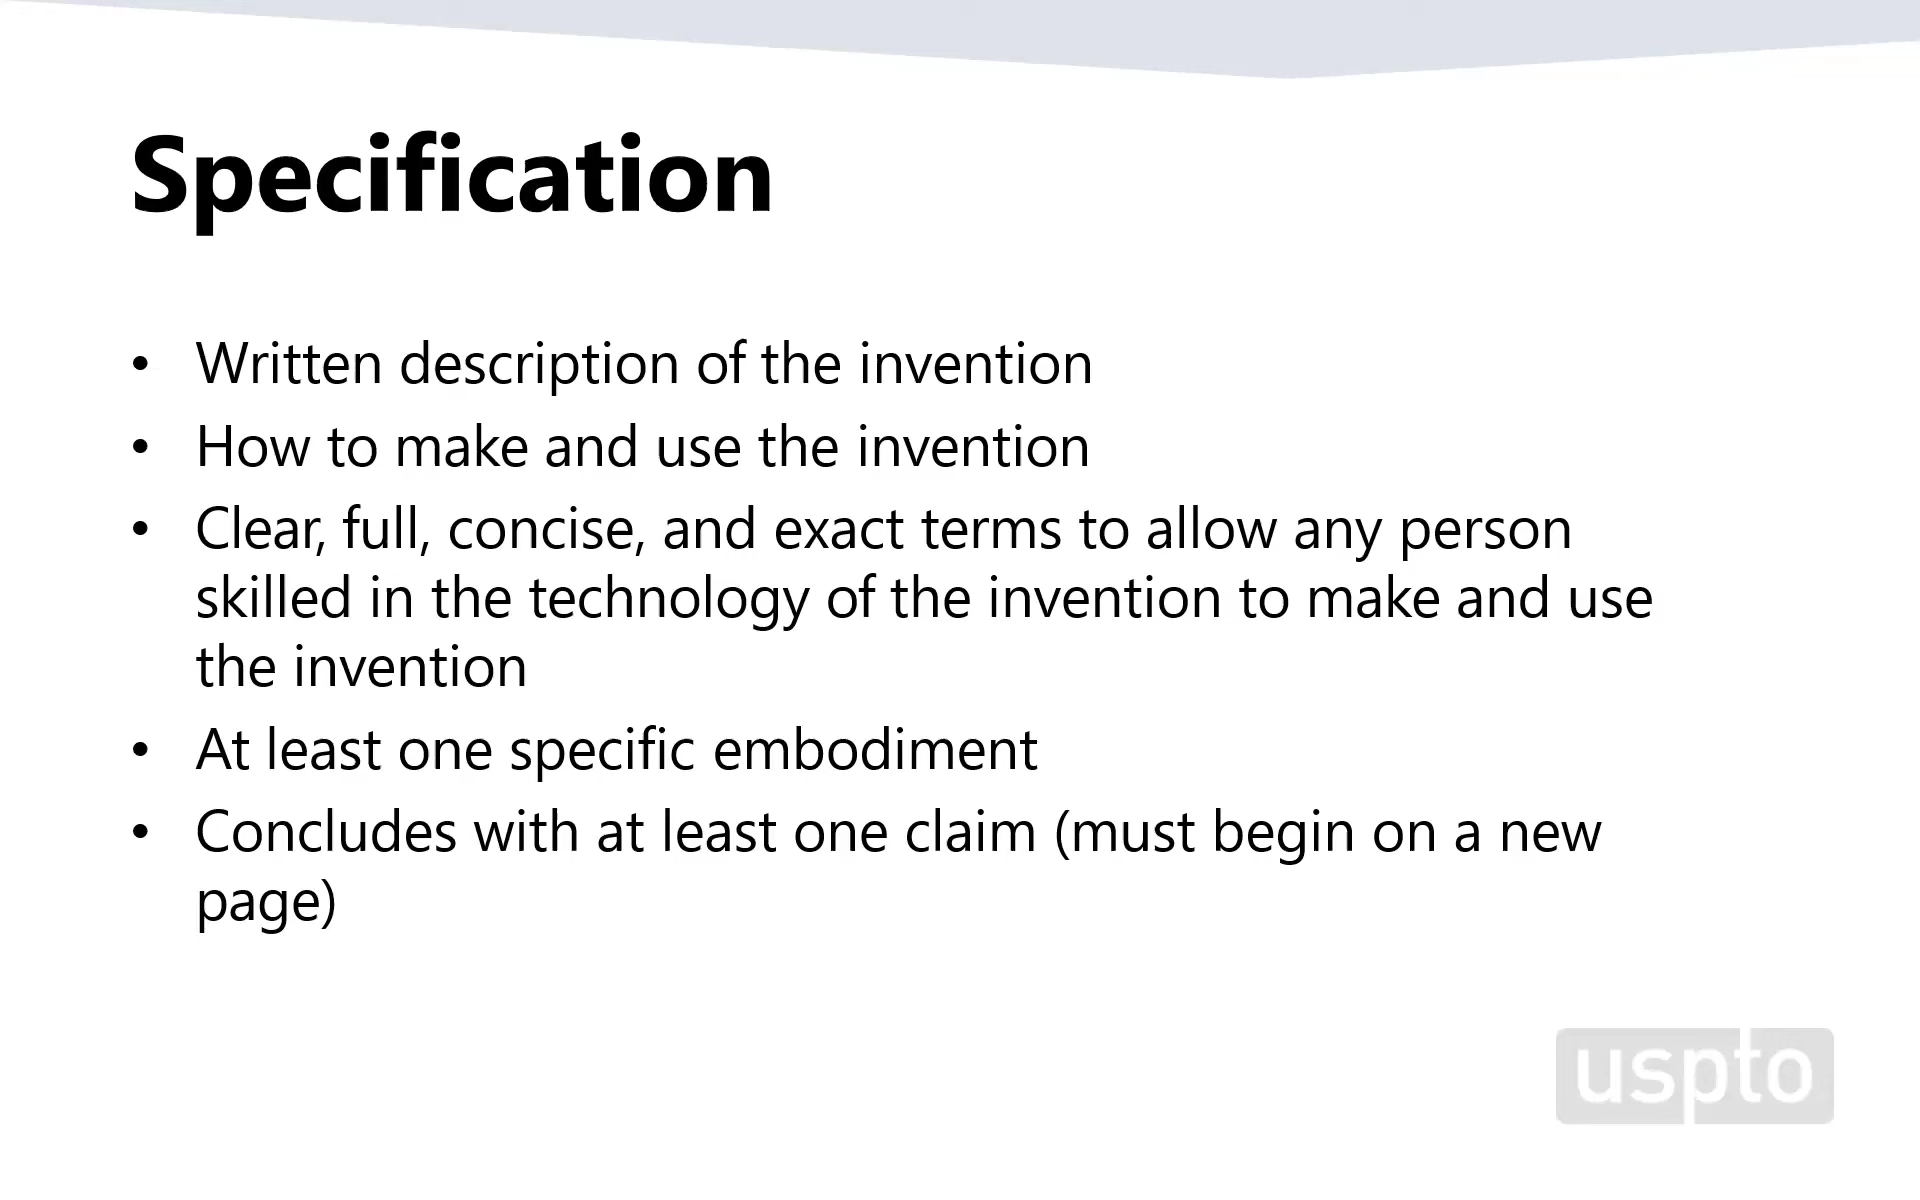 Specification
• Written description of the invention
• How to make and use the invention
• Clear, full, concise, and exact terms to allow any person
skilled in the technology of the invention to make and use
the invention
• At least one specific embodiment
• Concludes with at least one claim (must begin on a new
page)
uspto